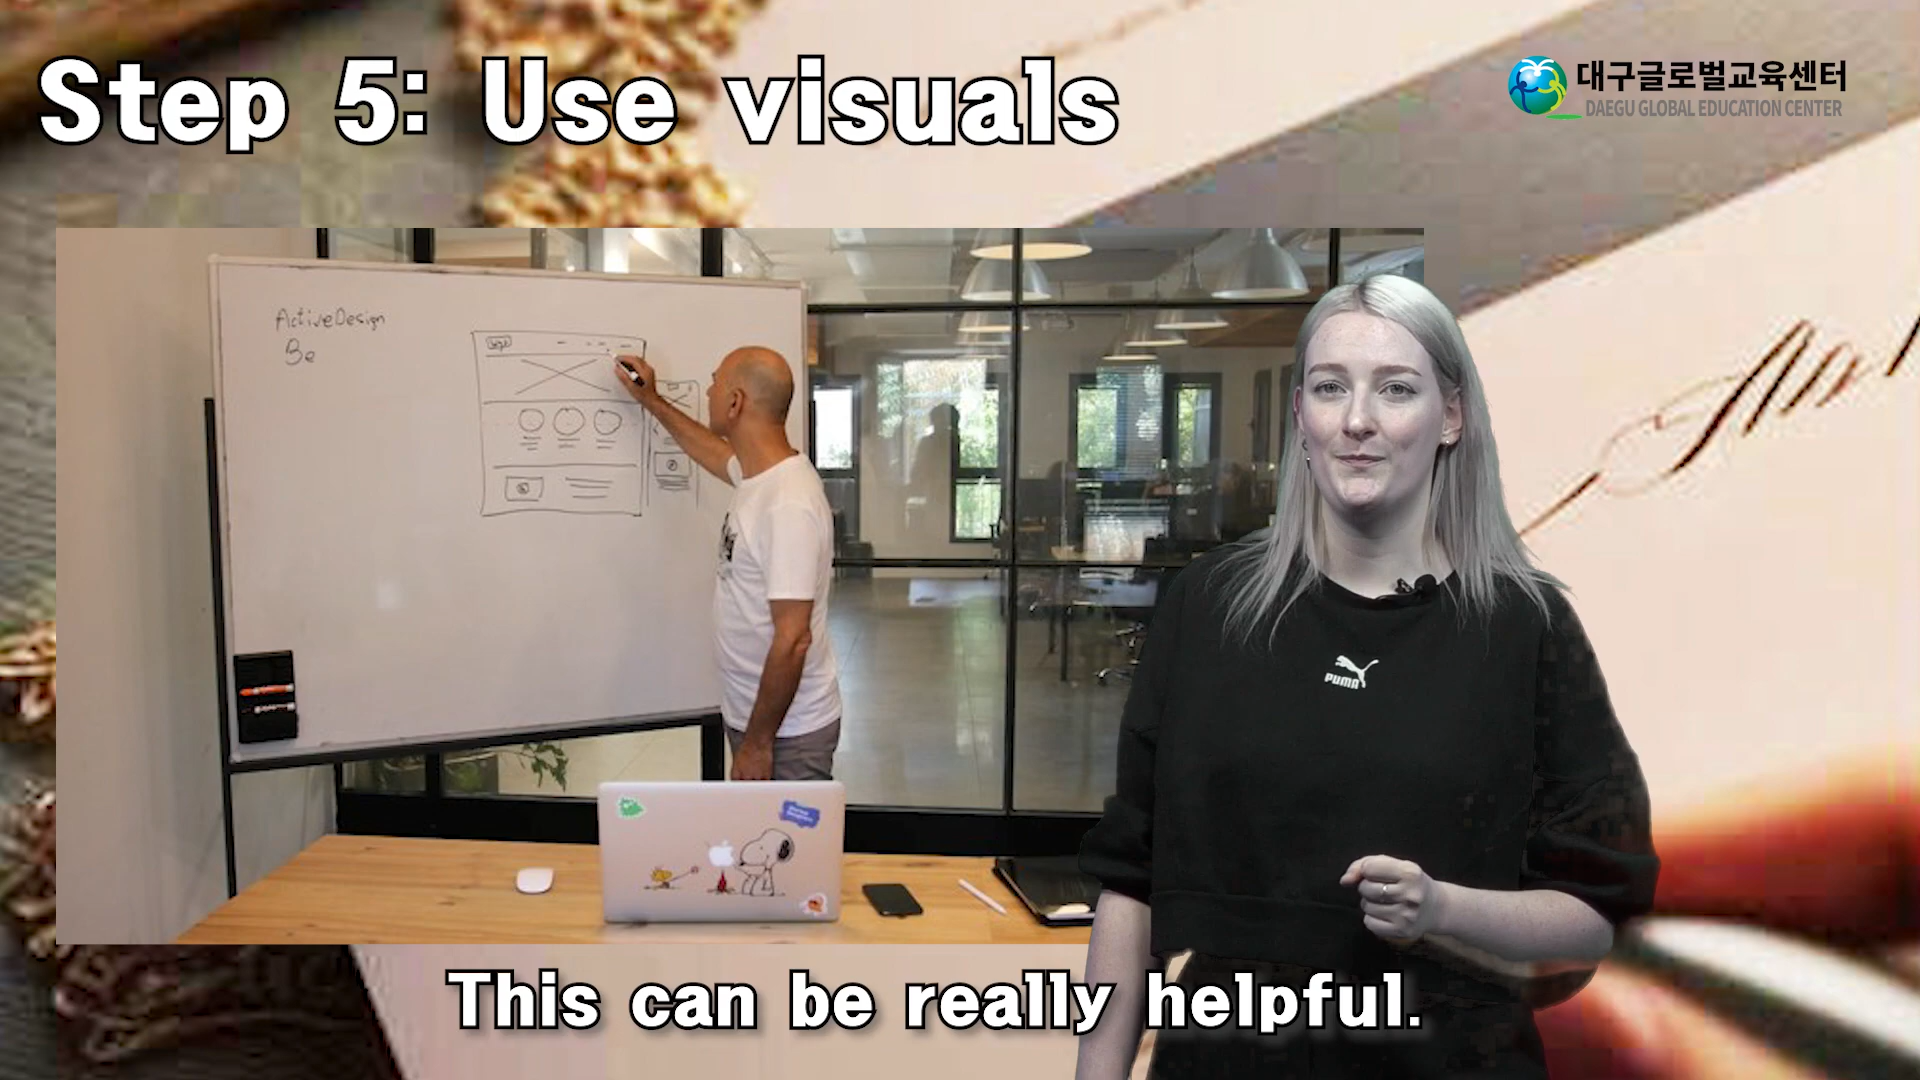 Step 5: Use visuals
대구글로벌교육센터
DAEGU GLOBAL EDUCATION CENTER
ActiveDesign
Be
logo
PUMA
This can be really helpful.